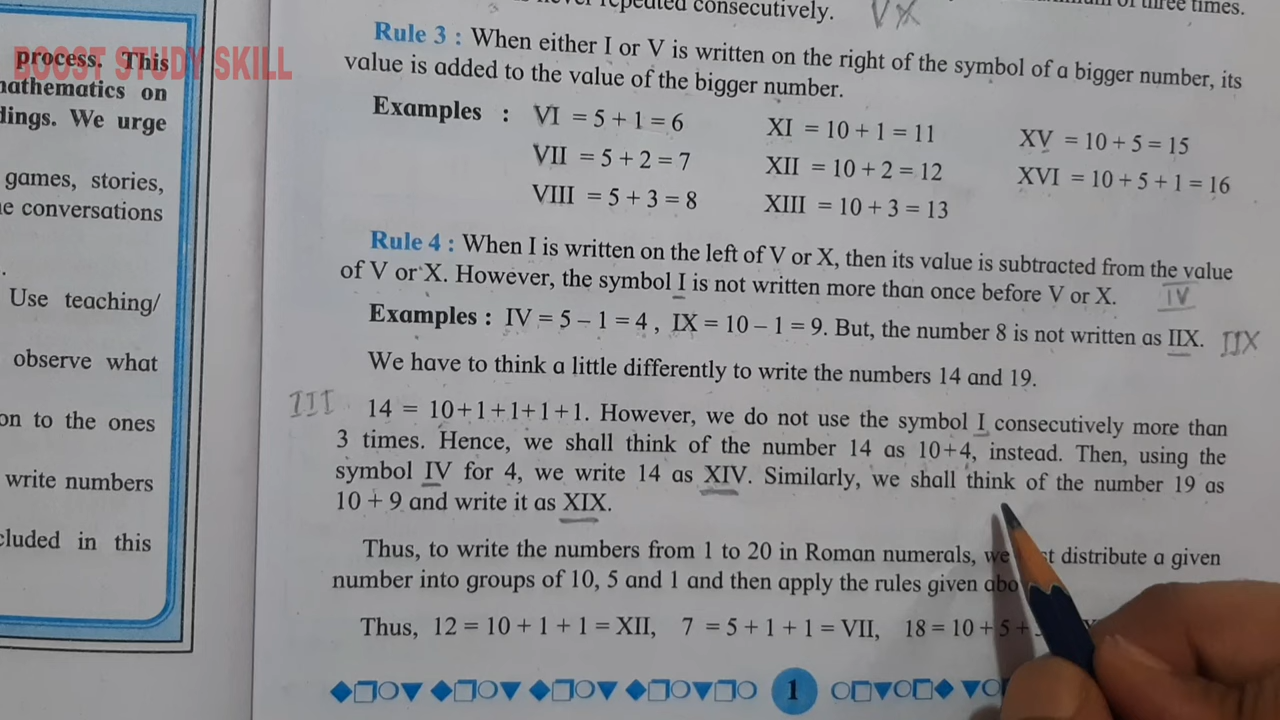 BOOST STUDY SKILL
process. This
mathematics on
dings. We urge
games, stories,
conversations
Use teaching/
observe what
on to the ones
write numbers
cluded in this
repeated consecutively. VX of three times.
Rule 3 : When either I or V is written on the right of the symbol of a bigger number, its
value is added to the value of the bigger number.
Examples : VI = 5 + 1 = 6 XI = 10 + 1 = 11 XV = 10 + 5 = 15
VII = 5 + 2 = 7 XII = 10 + 2 = 12 XVI = 10 + 5 + 1 = 16
VIII = 5 + 3 = 8 XIII = 10 + 3 = 13
Rule 4 : When I is written on the left of V or X, then its value is subtracted from the value
of V or X. However, the symbol I is not written more than once before V or X. IV
Examples : IV = 5 – 1 = 4 , IX = 10 – 1 = 9. But, the number 8 is not written as IIX. IIX
We have to think a little differently to write the numbers 14 and 19.
III 14 = 10+1+1+1+1. However, we do not use the symbol I consecutively more than
3 times. Hence, we shall think of the number 14 as 10+4, instead. Then, using the
symbol IV for 4, we write 14 as XIV. Similarly, we shall think of the number 19 as
10 + 9 and write it as XIX.
Thus, to write the numbers from 1 to 20 in Roman numerals, we distribute a given
number into groups of 10, 5 and 1 and then apply the rules given
Thus, 12 = 10 + 1 + 1 = XII, 7 = 5 + 1 + 1 = VII, 18 = 10 + 5 +
1